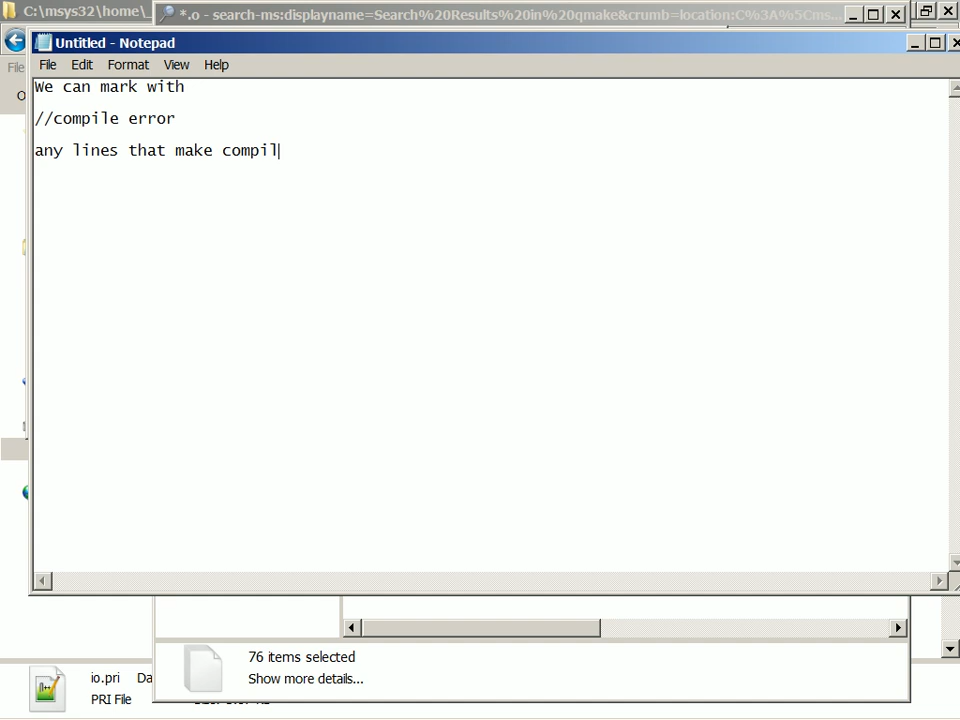 C:\msys32\home\_
*.o - search-ms:displayname=Search%20Results%20in%20qmake&crumb=location:C%3A%5Cms...
Untitled - Notepad
File
File Edit Format View Help
We can mark with
//compile error
any lines that make compil
76 items selected
Show more details...
io.pri Da
PRI File